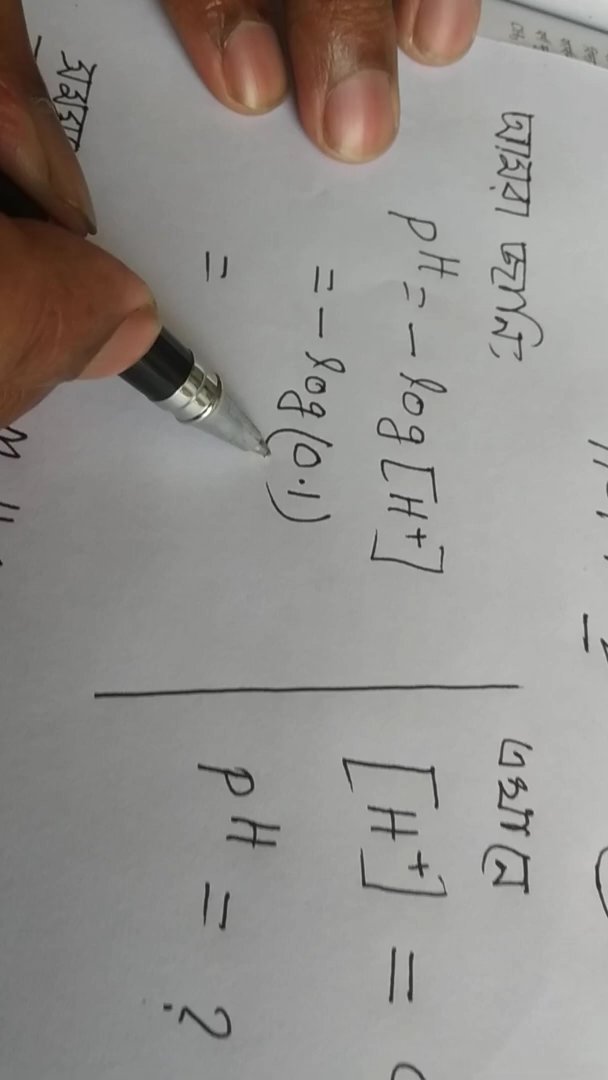 আমরা জানি:
pH = - log [H⁺]
= - log (0.1)
=
এখানে
[H⁺] =
pH = ?